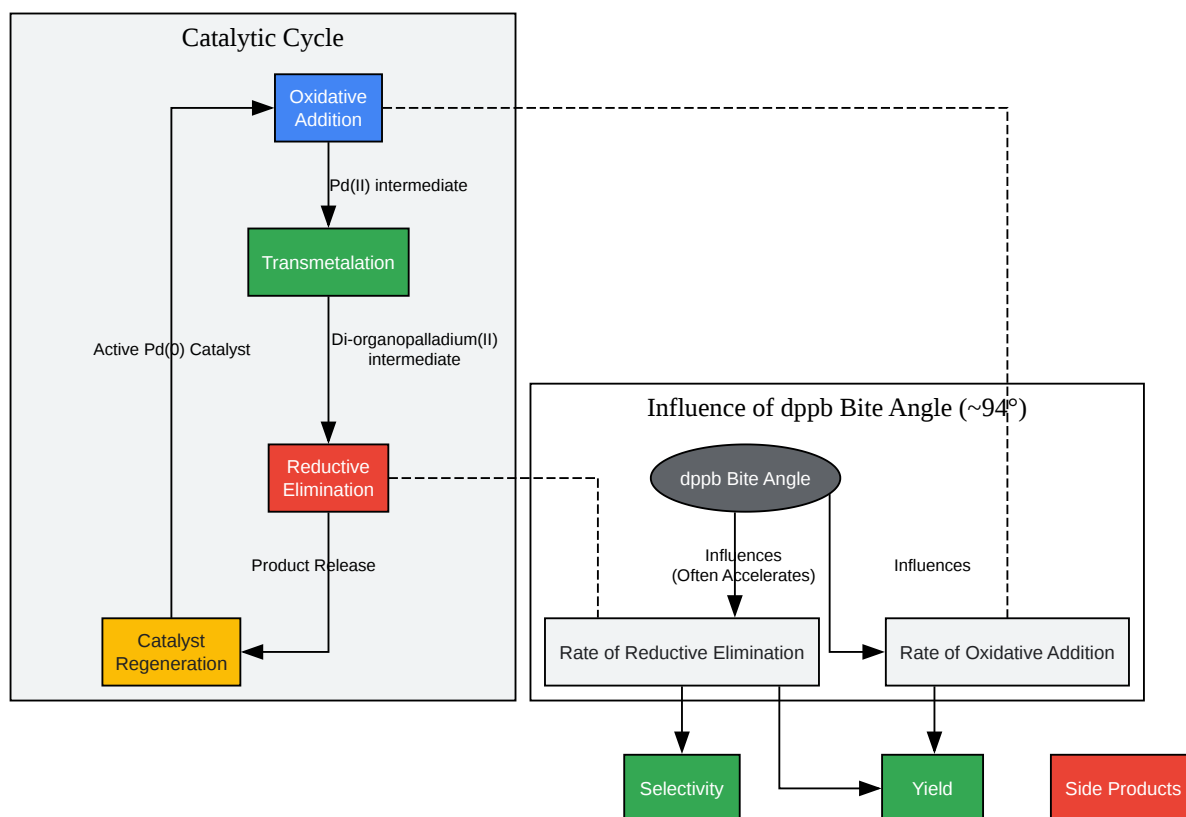 Catalytic Cycle
Oxidative
Addition
Pd(II) intermediate
Transmetalation
Di-organopalladium(II)
intermediate
Active Pd(0) Catalyst
Reductive
Elimination
Product Release
Catalyst
Regeneration
Influence of dppb Bite Angle (~94°)
dppb Bite Angle
Influences
(Often Accelerates)
Influences
Rate of Reductive Elimination
Rate of Oxidative Addition
Selectivity
Yield
Side Products